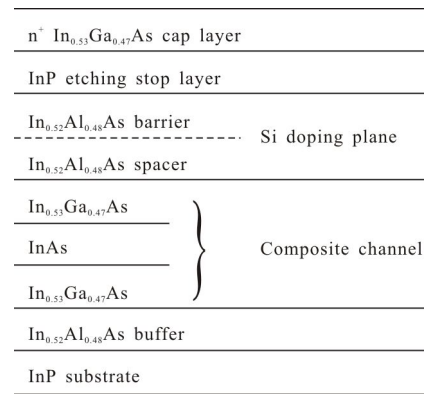 n⁺ In₀.₅₃Ga₀.₄₇As cap layer
InP etching stop layer
In₀.₅₂Al₀.₄₈As barrier
Si doping plane
In₀.₅₂Al₀.₄₈As spacer
In₀.₅₃Ga₀.₄₇As
InAs
Composite channel
In₀.₅₃Ga₀.₄₇As
In₀.₅₂Al₀.₄₈As buffer
InP substrate